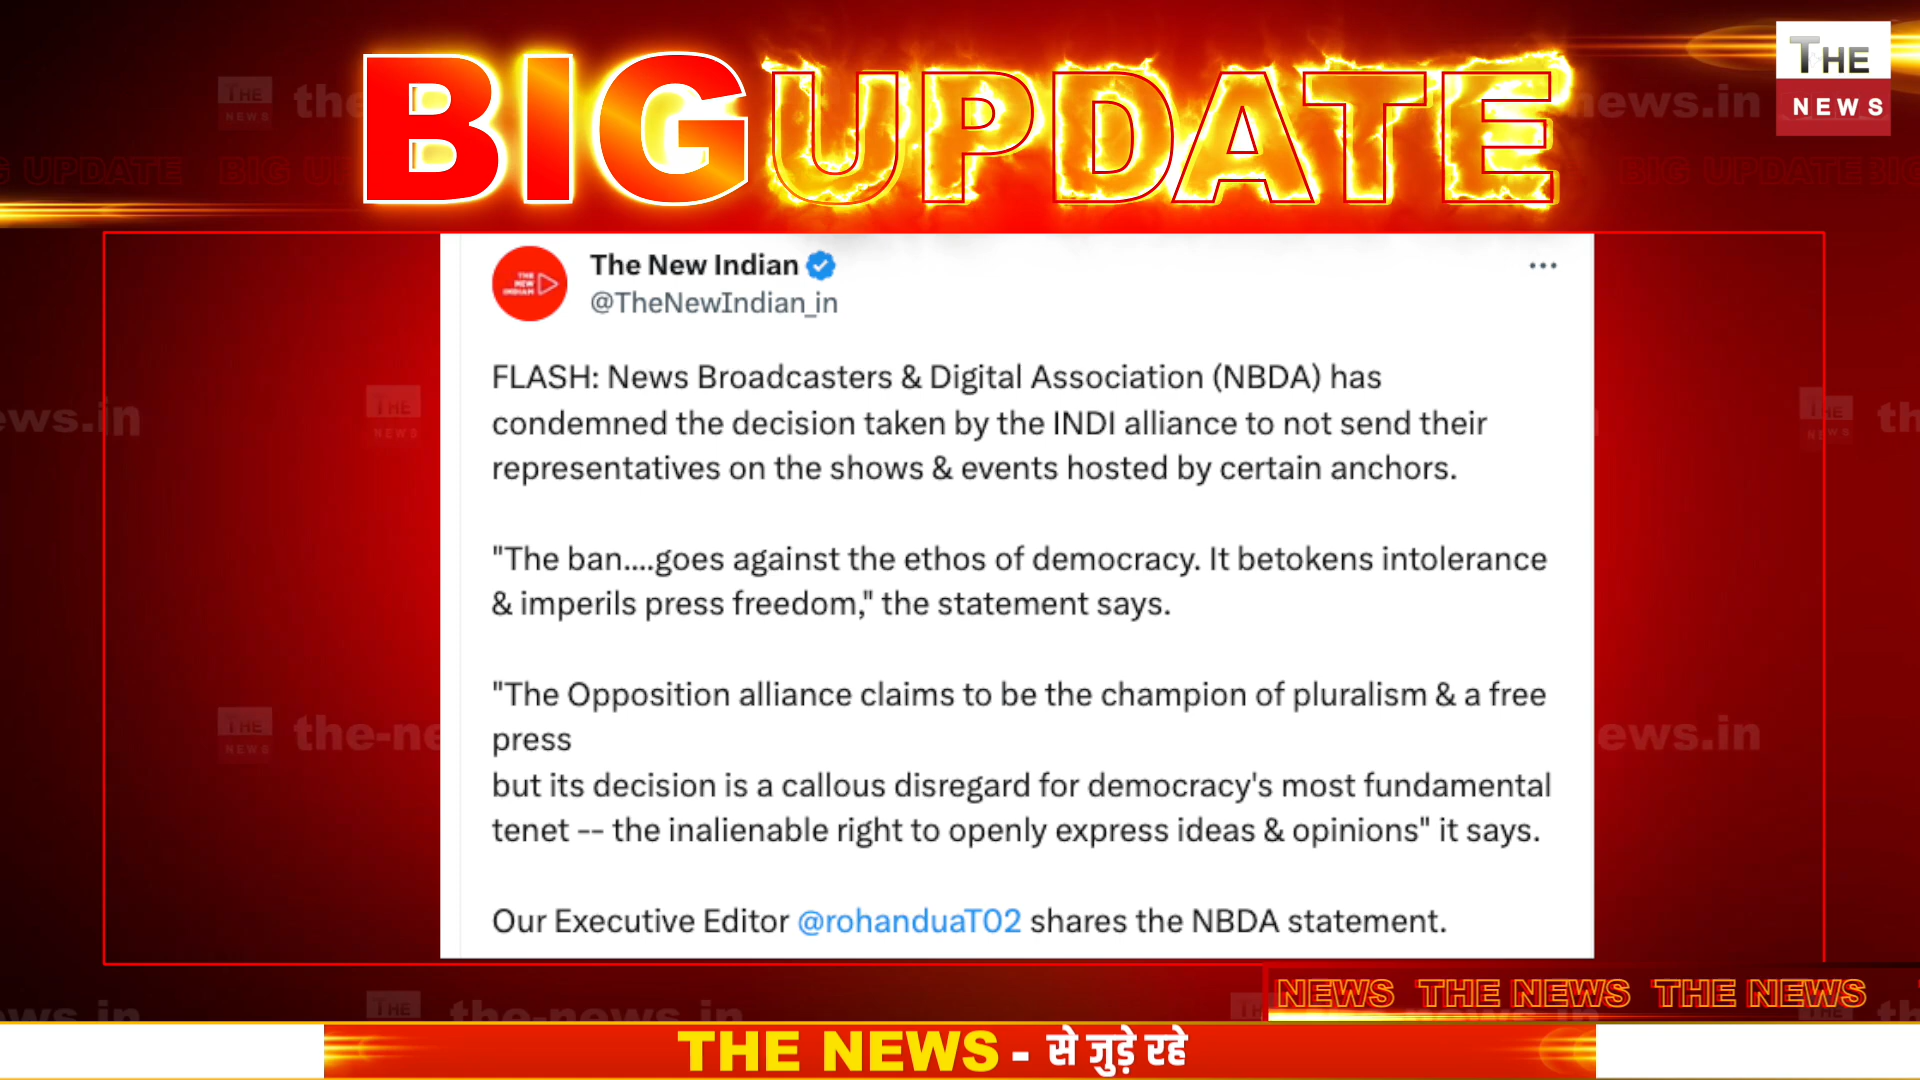 BIG UPDATE
THE
NEWS
The New Indian
@TheNewIndian_in
THE
NEW
INDIAN
FLASH: News Broadcasters & Digital Association (NBDA) has
condemned the decision taken by the INDI alliance to not send their
representatives on the shows & events hosted by certain anchors.
"The ban....goes against the ethos of democracy. It betokens intolerance
& imperils press freedom," the statement says.
"The Opposition alliance claims to be the champion of pluralism & a free
press
but its decision is a callous disregard for democracy's most fundamental
tenet -- the inalienable right to openly express ideas & opinions" it says.
Our Executive Editor @rohanduaT02 shares the NBDA statement.
NEWS THE NEWS THE NEWS
THE NEWS - से जुड़े रहे